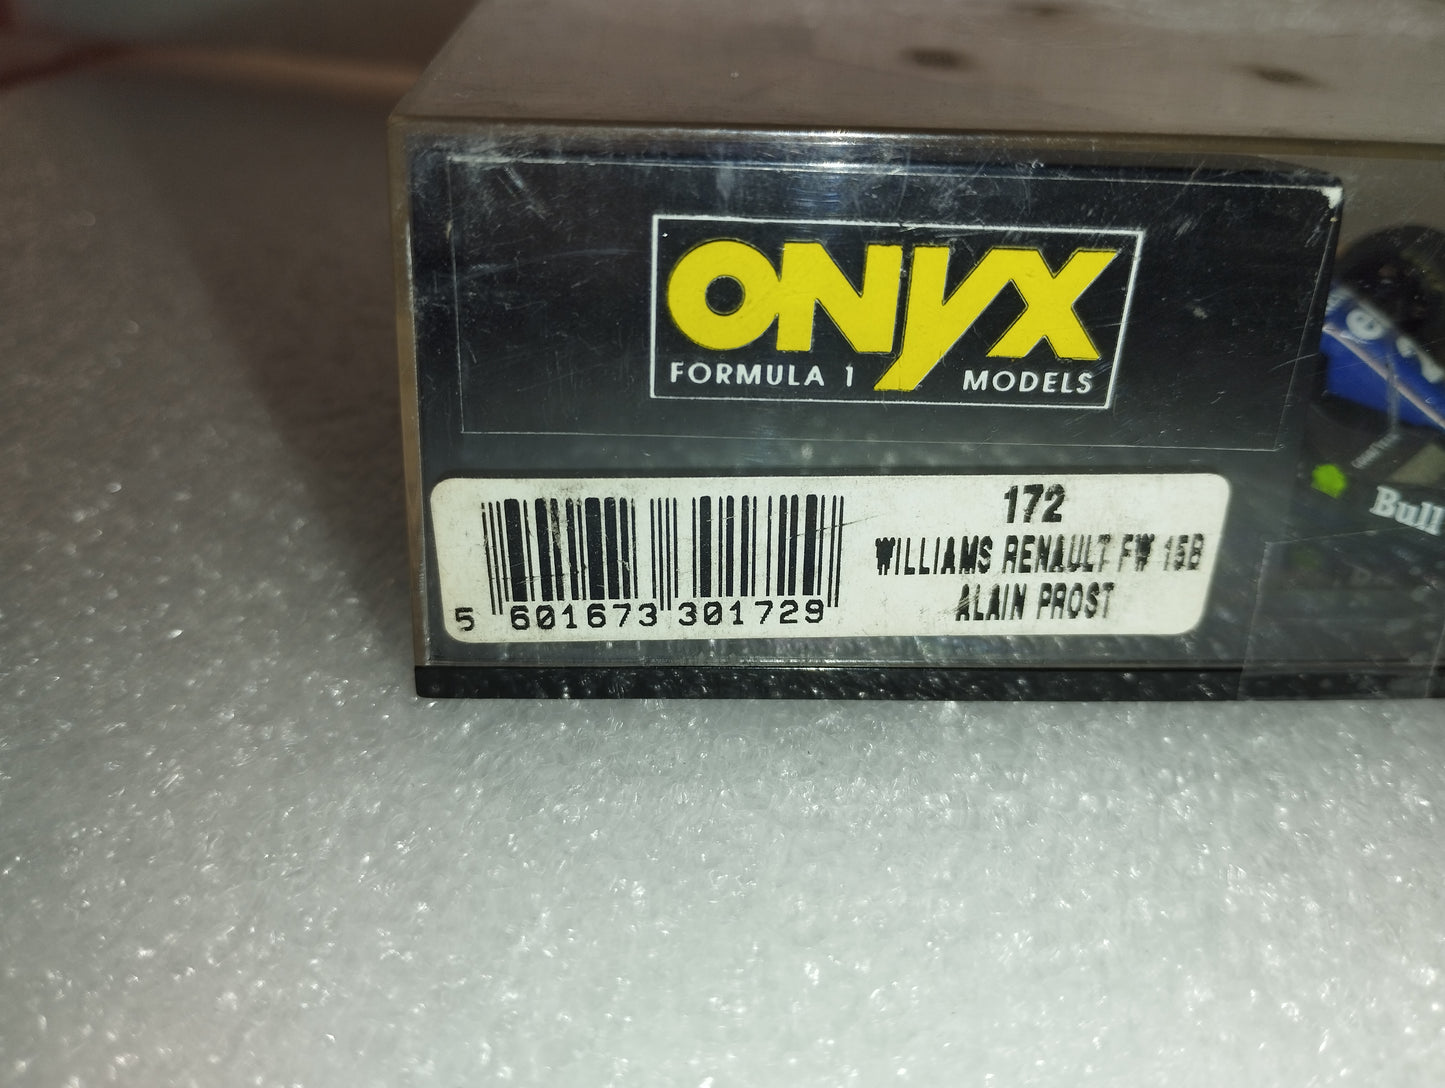 ONYX
FORMULA 1 MODELS
172
WILLIAMS RENAULT FW 15B
ALAIN PROST
5 601673 301729
Bull